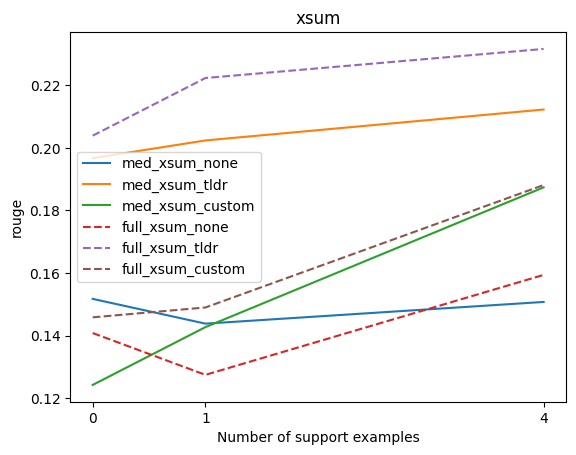 xsum
rouge
0.22
0.20
0.18
0.16
0.14
0.12
med_xsum_none
med_xsum_tldr
med_xsum_custom
full_xsum_none
full_xsum_tldr
full_xsum_custom
0
1
4
Number of support examples